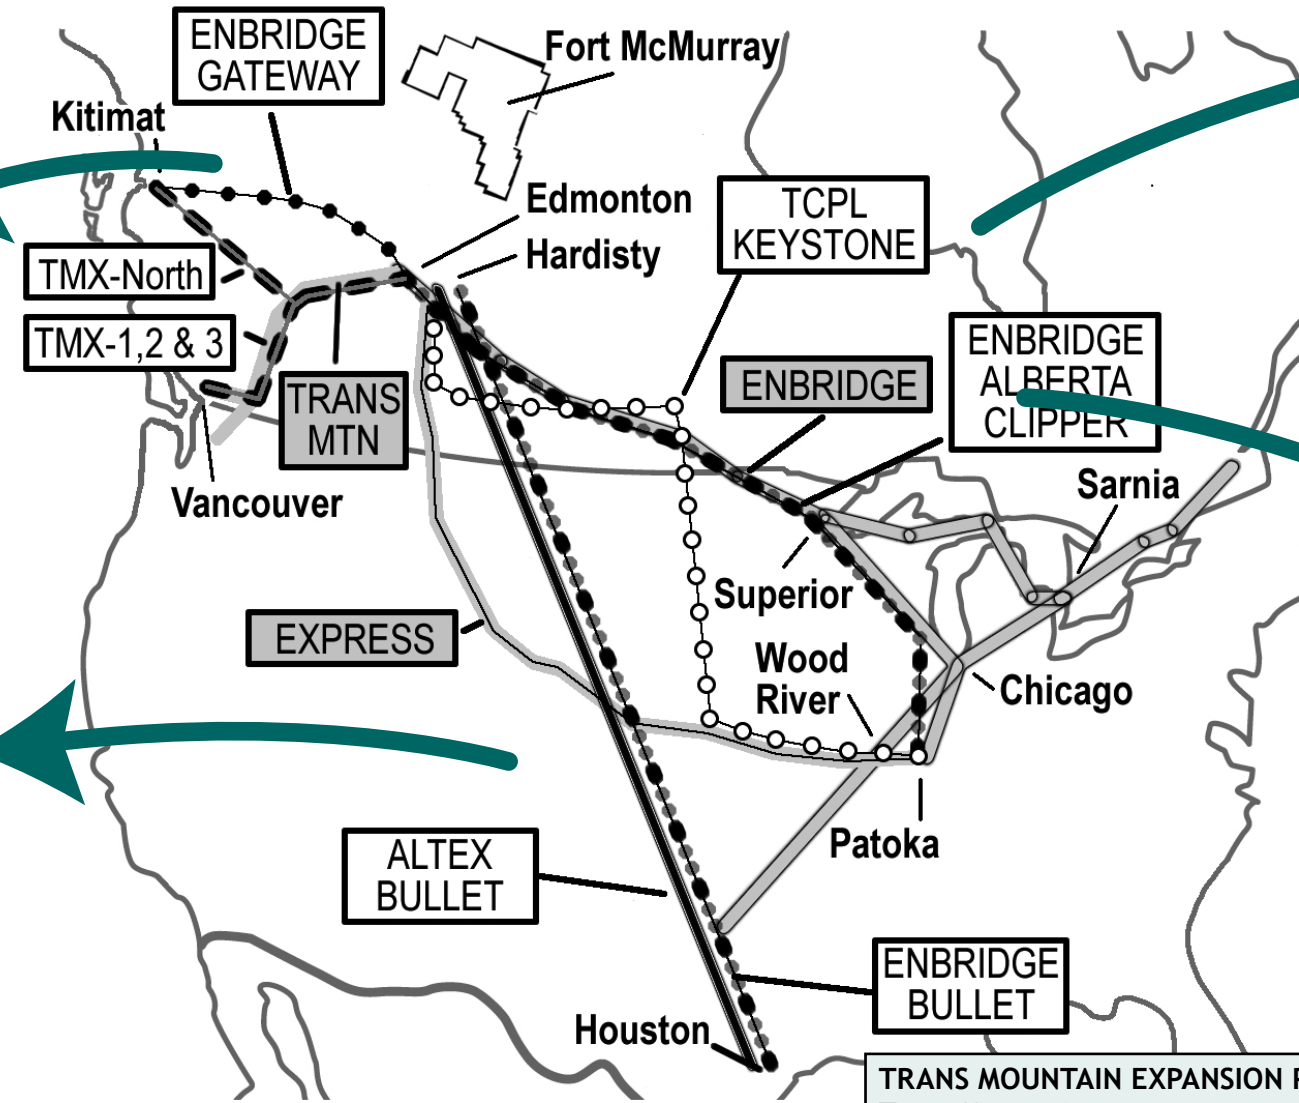 ENBRIDGE
GATEWAY
Fort McMurray
Kitimat
Edmonton
Hardisty
TCPL
KEYSTONE
TMX-North
TMX-1,2 & 3
TRANS
MTN
ENBRIDGE
ENBRIDGE
ALBERTA
CLIPPER
Vancouver
Sarnia
Superior
EXPRESS
Wood
River
Chicago
Patoka
ALTEX
BULLET
ENBRIDGE
BULLET
Houston
TRANS MOUNTAIN EXPANSION